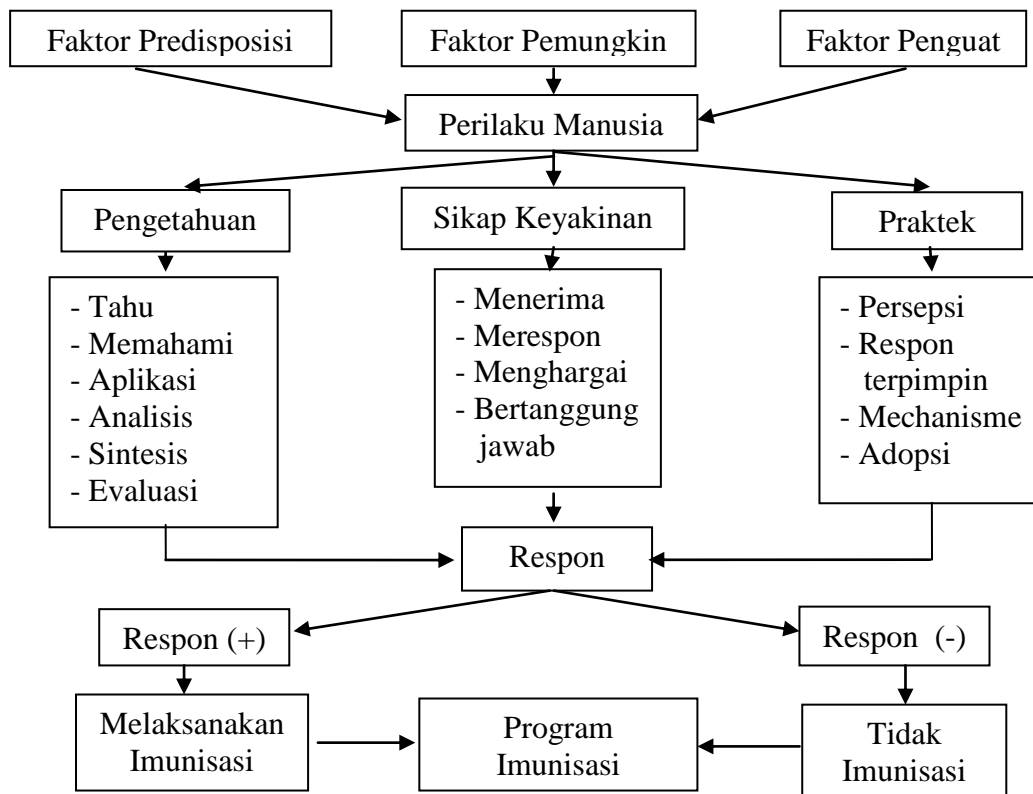 Faktor Predisposisi
Faktor Pemungkin
Faktor Penguat
Perilaku Manusia
Pengetahuan
Sikap Keyakinan
Praktek
- Tahu
- Memahami
- Aplikasi
- Analisis
- Sintesis
- Evaluasi
- Menerima
- Merespon
- Menghargai
- Bertanggung
jawab
- Persepsi
- Respon
terpimpin
- Mechanisme
- Adopsi
Respon
Respon (+)
Respon (-)
Melaksanakan
Imunisasi
Program
Imunisasi
Tidak
Imunisasi